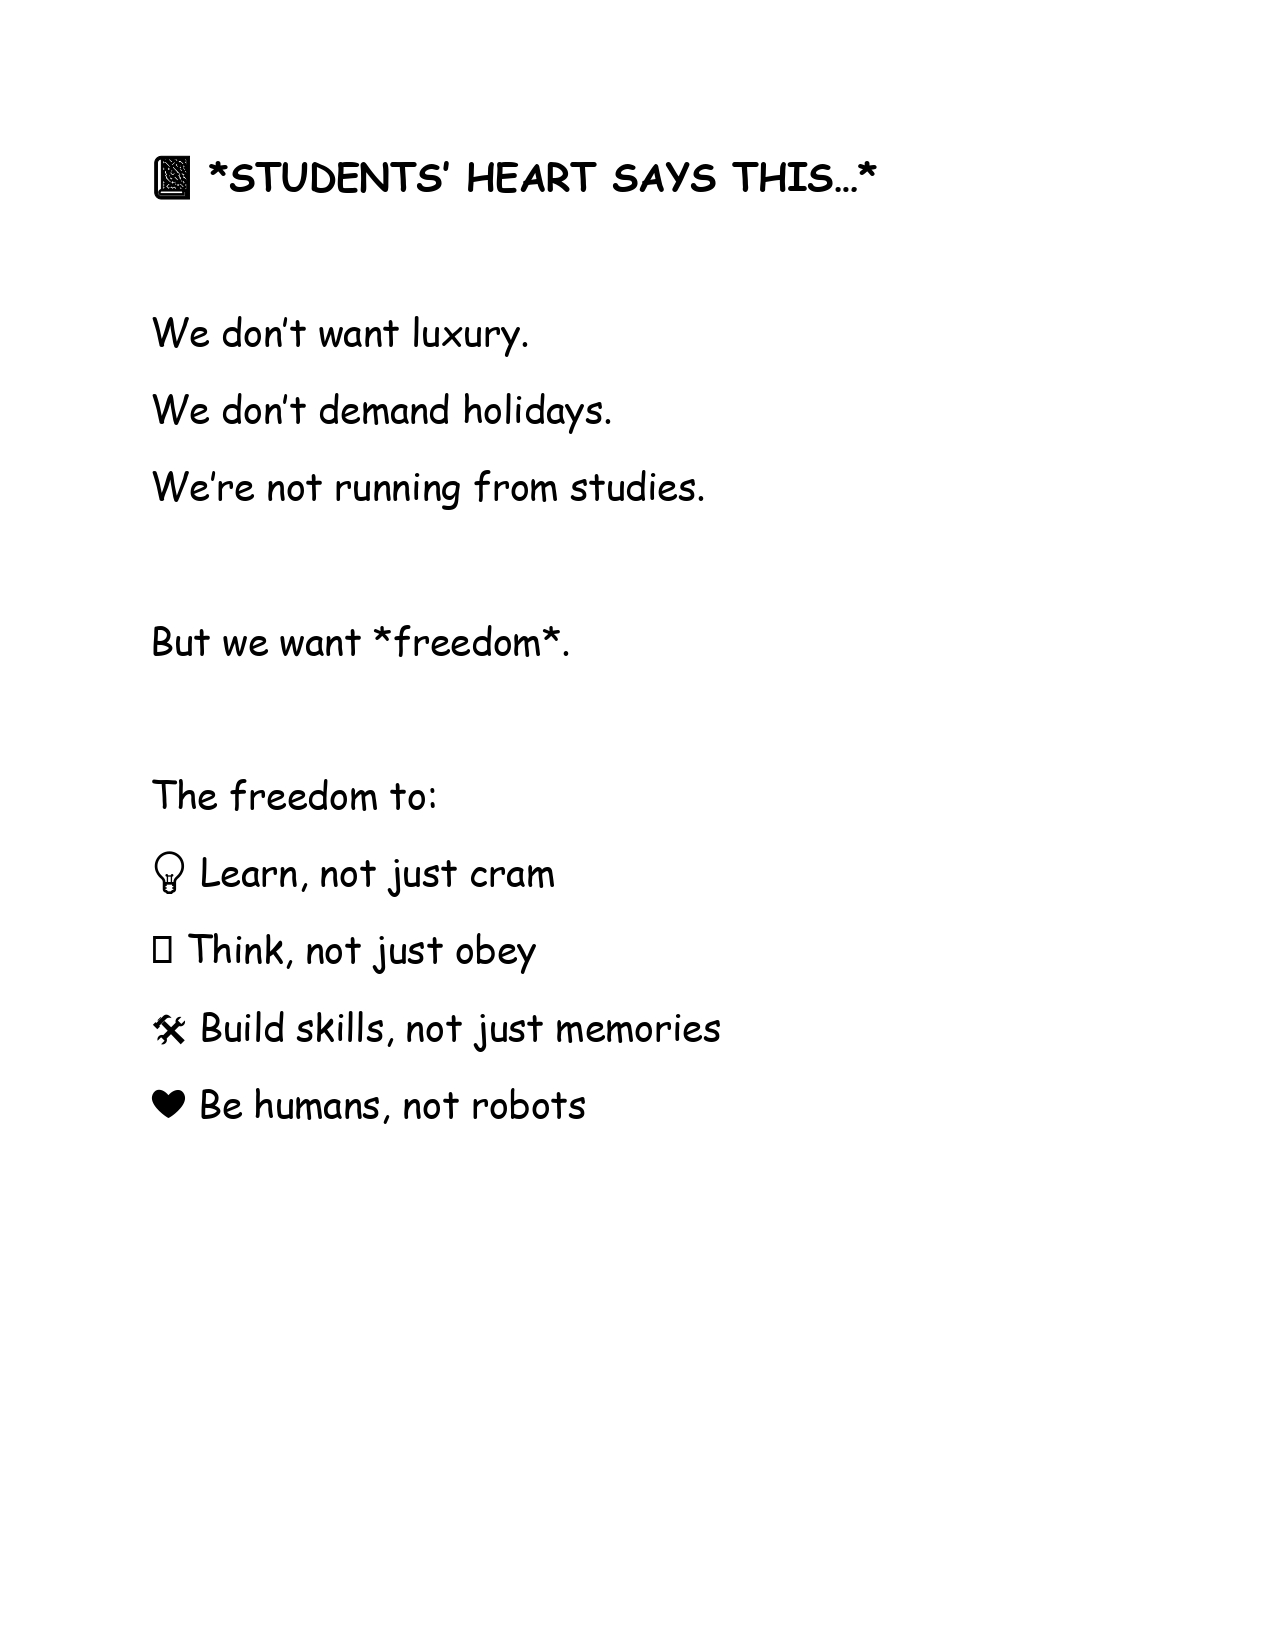 📓 *STUDENTS’ HEART SAYS THIS…*
We don’t want luxury.
We don’t demand holidays.
We’re not running from studies.
But we want *freedom*.
The freedom to:
💡 Learn, not just cram
▯ Think, not just obey
🛠 Build skills, not just memories
❤ Be humans, not robots